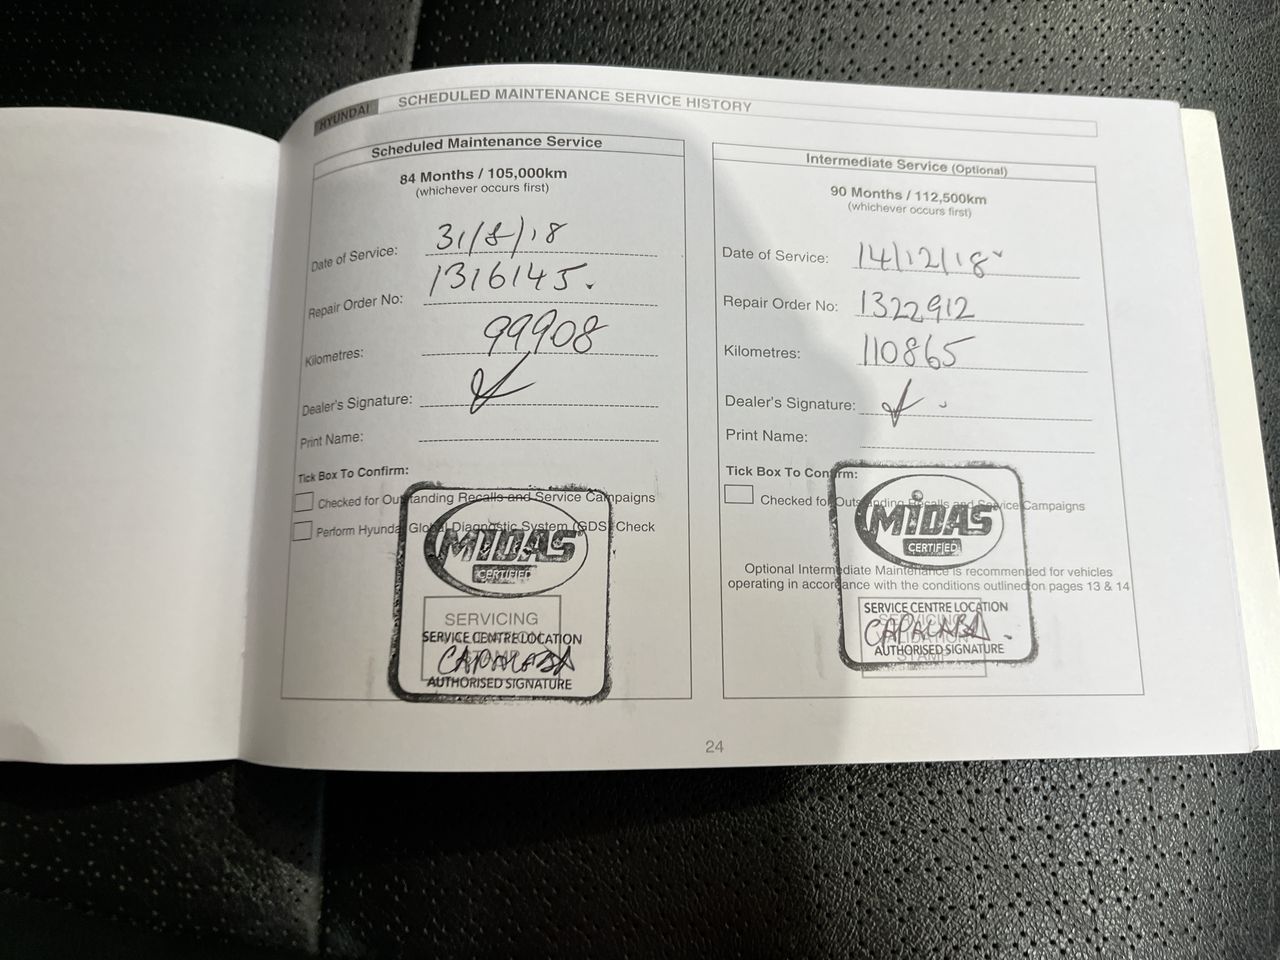 HYUNDAI SCHEDULED MAINTENANCE SERVICE HISTORY
Scheduled Maintenance Service
84 Months / 105,000km
(whichever occurs first)
Date of Service: 31/8/18
Repair Order No: 1316145.
Kilometres: 99908
Dealer's Signature:
Print Name:
Tick Box To Confirm:
Checked for Outstanding Recalls and Service Campaigns
Perform Hyundai Global Diagnostic System (GDS) Check
MIDAS
CERTIFIED
SERVICING
SERVICE CENTRE LOCATION
STAMP
CAPALABA
AUTHORISED SIGNATURE
Intermediate Service (Optional)
90 Months / 112,500km
(whichever occurs first)
Date of Service: 14/12/18
Repair Order No: 1322912
Kilometres: 110865
Dealer's Signature:
Print Name:
Tick Box To Confirm:
Checked for Outstanding Recalls and Service Campaigns
MIDAS
CERTIFIED
Optional Intermediate Maintenance is recommended for vehicles
operating in accordance with the conditions outlined on pages 13 & 14
SERVICE CENTRE LOCATION
SERVICING
CAPALABA
AUTHORISED SIGNATURE
STAMP
24